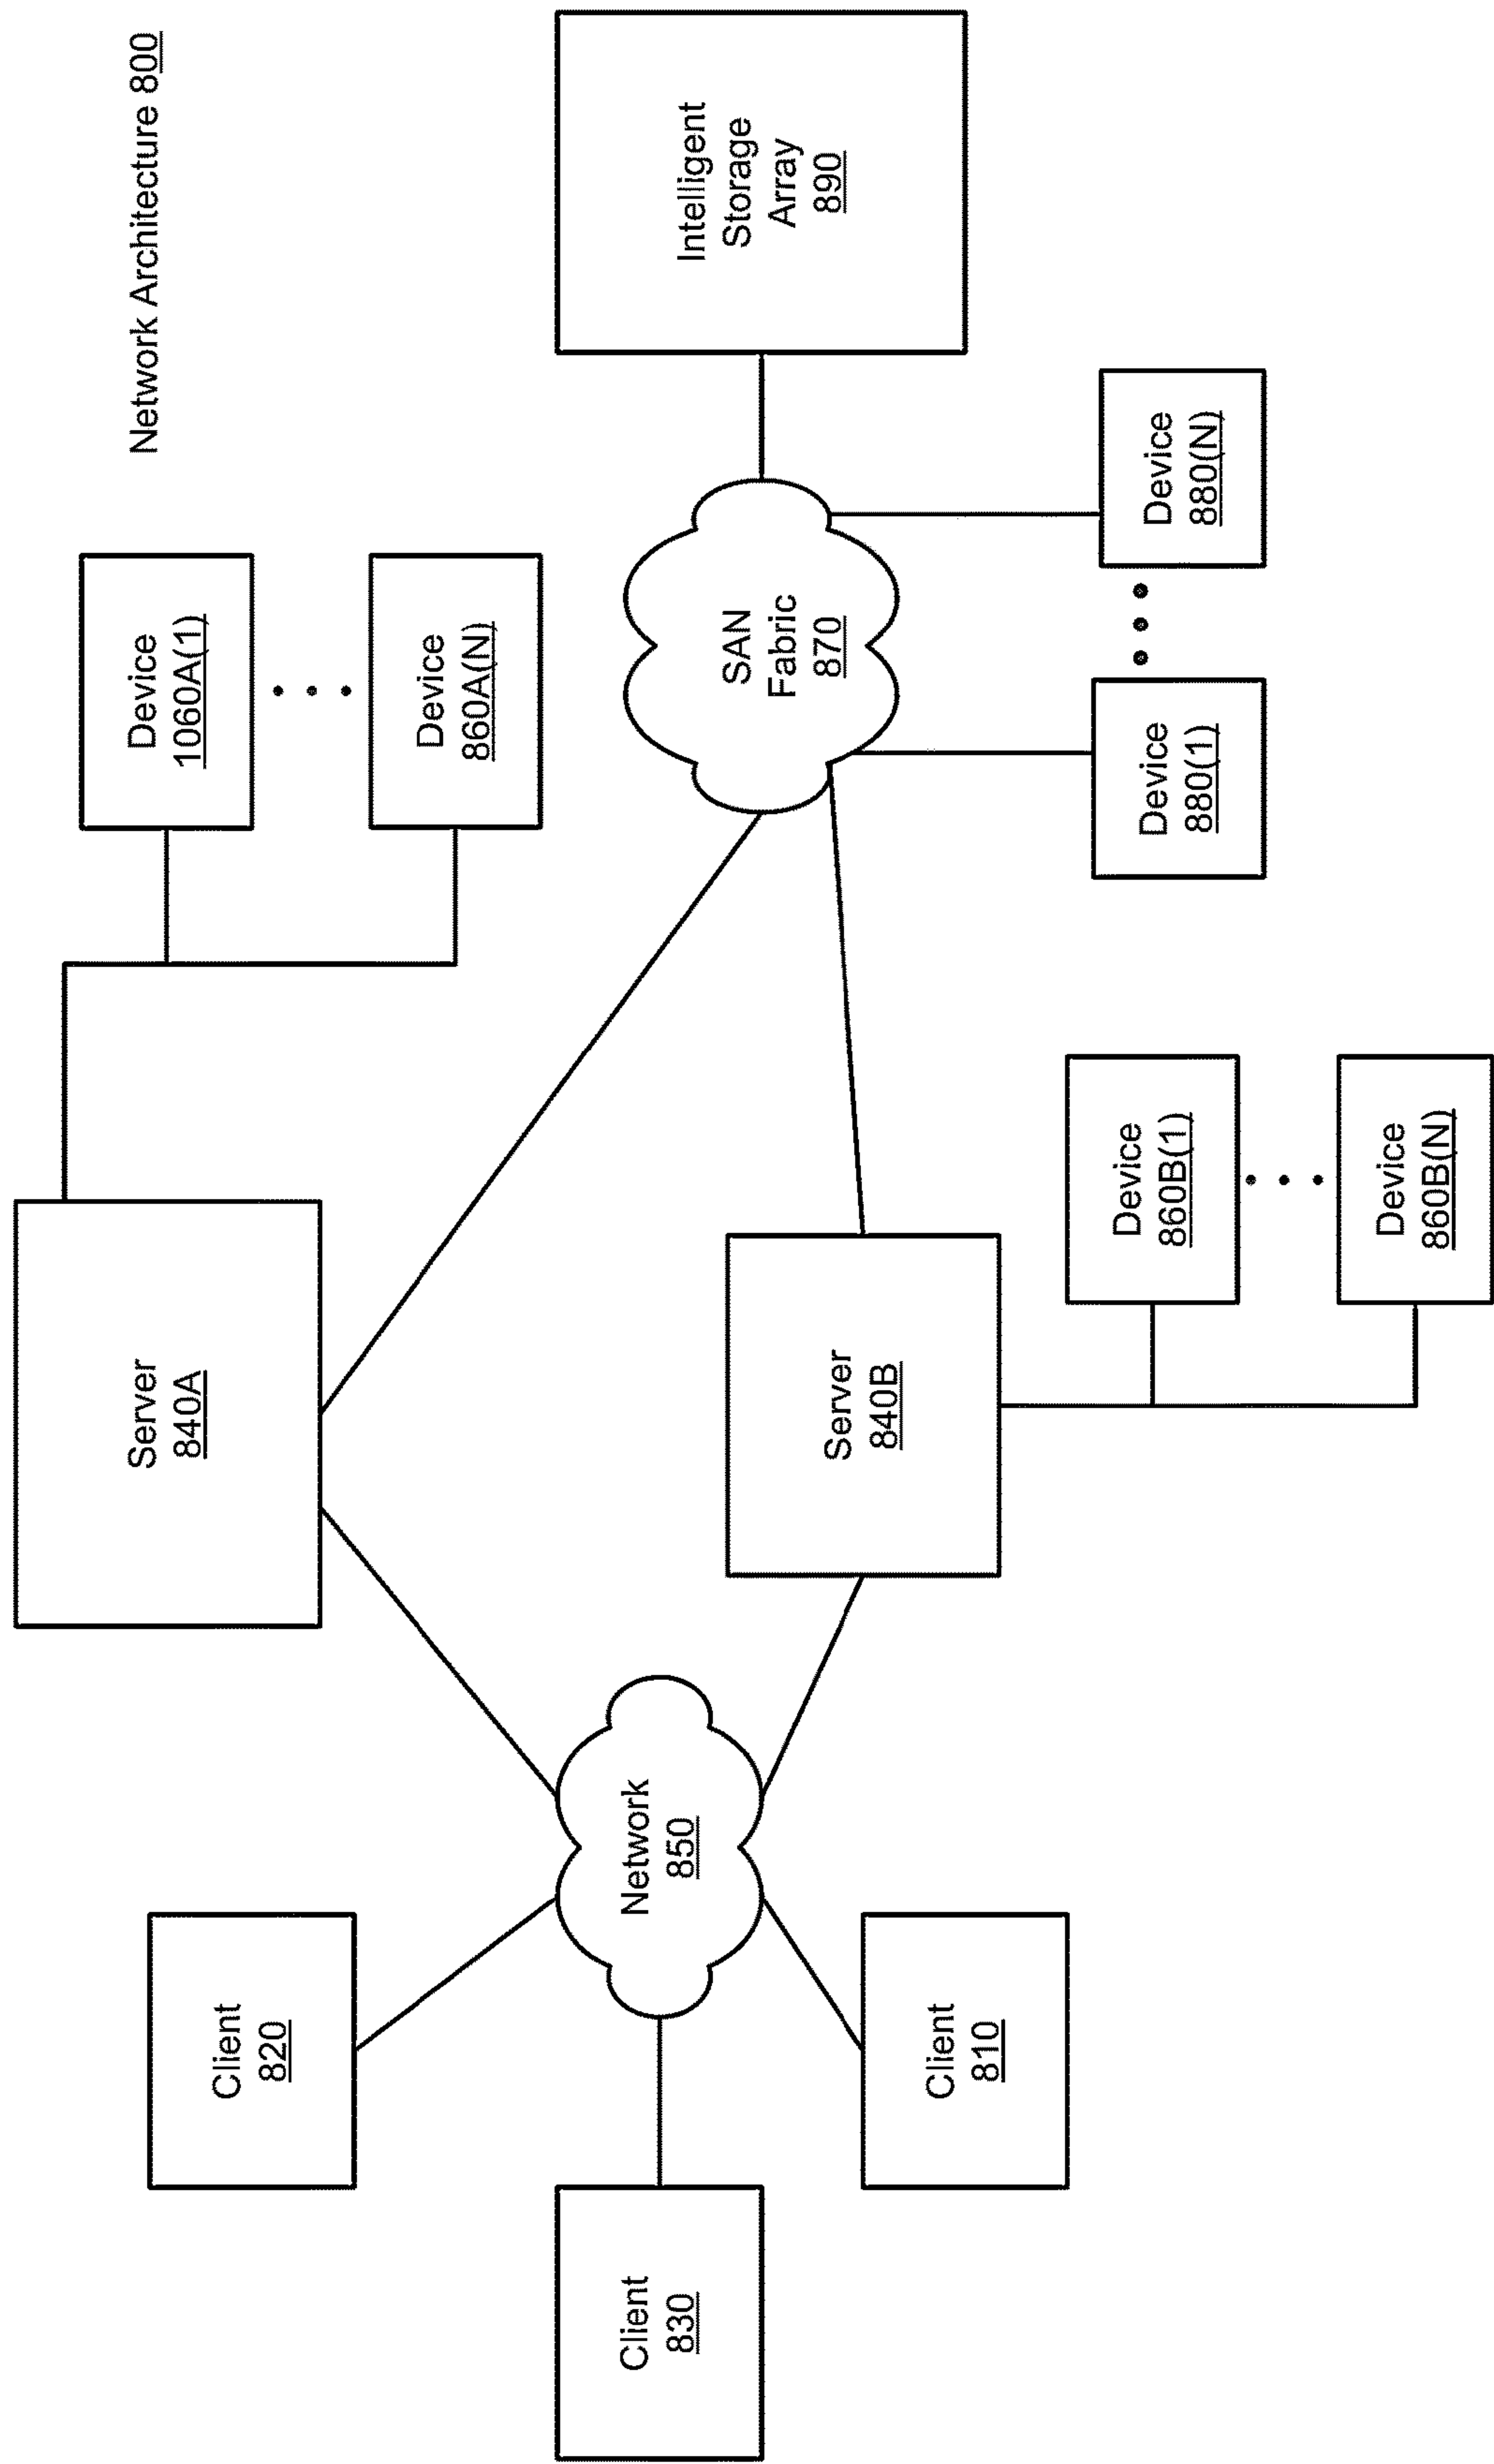 Network Architecture 800
Client
820
Client
830
Client
810
Network
850
Server
840A
Server
840B
Device
1060A(1)
Device
860A(N)
Device
860B(1)
Device
860B(N)
SAN
Fabric
870
Device
880(1)
Device
880(N)
Intelligent
Storage
Array
890